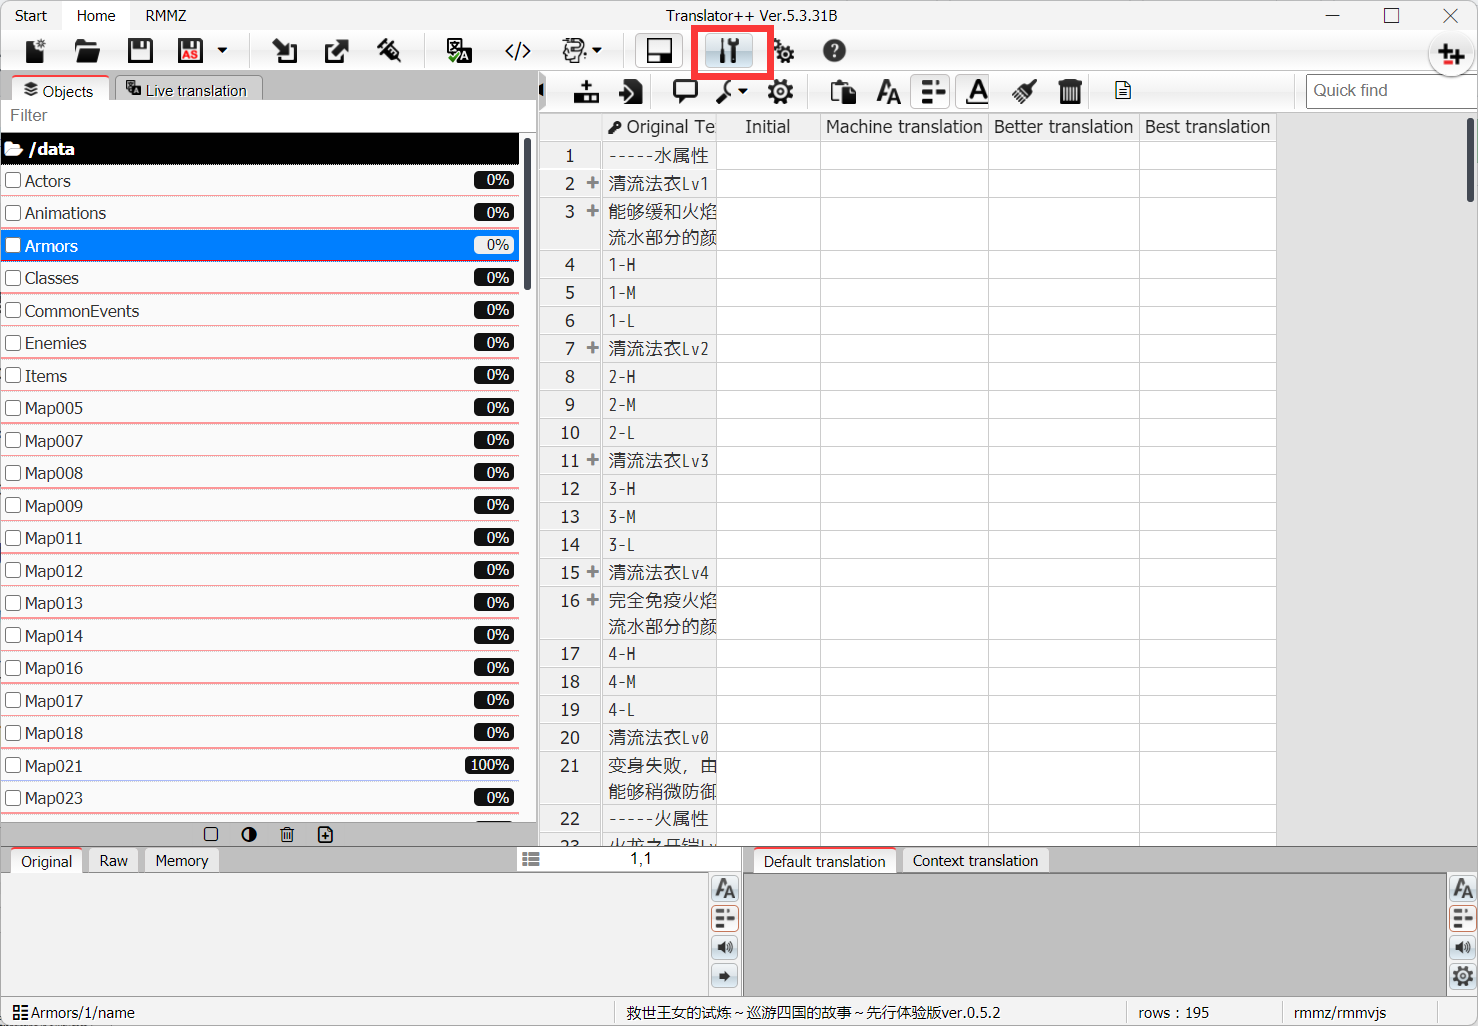 Start Home RMMZ Translator++ Ver.5.3.31B
AS
Objects Live translation
Quick find
Filter
/data
Actors 0%
Animations 0%
Armors 0%
Classes 0%
CommonEvents 0%
Enemies 0%
Items 0%
Map005 0%
Map007 0%
Map008 0%
Map009 0%
Map011 0%
Map012 0%
Map013 0%
Map014 0%
Map016 0%
Map017 0%
Map018 0%
Map021 100%
Map023 0%
Original Te Initial Machine translation Better translation Best translation
1 -----水属性
2 清流法衣Lv1
3 能够缓和火焰
流水部分的颜
4 1-H
5 1-M
6 1-L
7 清流法衣Lv2
8 2-H
9 2-M
10 2-L
11 清流法衣Lv3
12 3-H
13 3-M
14 3-L
15 清流法衣Lv4
16 完全免疫火焰
流水部分的颜
17 4-H
18 4-M
19 4-L
20 清流法衣Lv0
21 变身失败，由
能够稍微防御
22 -----火属性
Original Raw Memory 1,1
Default translation Context translation
Armors/1/name 救世王女的试炼～巡游四国的故事～先行体验版ver.0.5.2 rows : 195 rmmz/rmmvjs